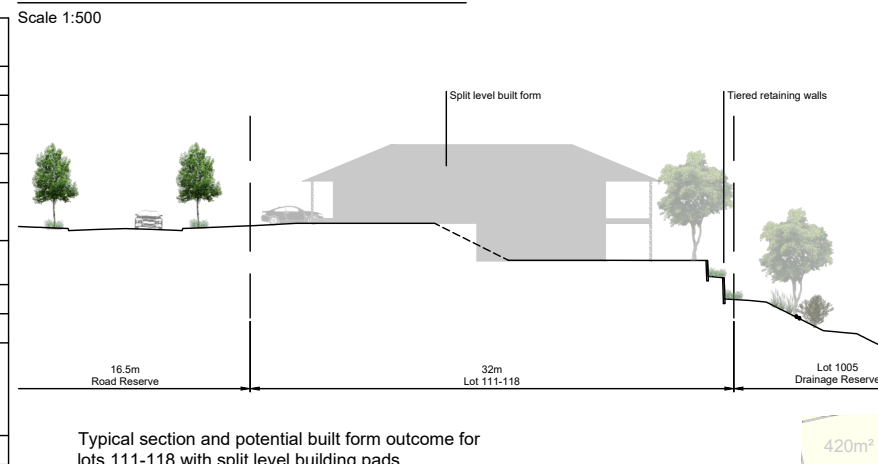 Scale 1:500
Split level built form
Tiered retaining walls
16.5m
Road Reserve
32m
Lot 111-118
Lot 1005
Drainage Reserve
Typical section and potential built form outcome for
lots 111-118 with split level building pads
420m²